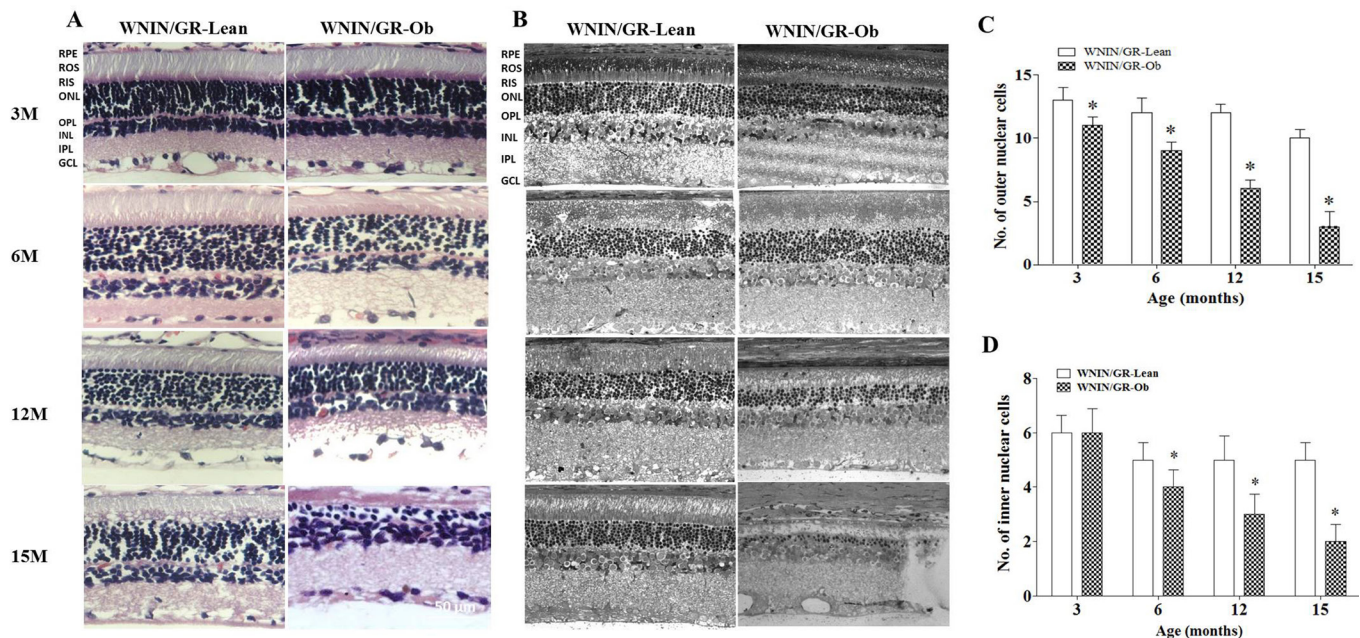 A
WNIN/GR-Lean
WNIN/GR-Ob
RPE
ROS
RIS
ONL
OPL
INL
IPL
GCL
3M
6M
12M
15M
50 μm
B
WNIN/GR-Lean
WNIN/GR-Ob
RPE
ROS
RIS
ONL
OPL
INL
IPL
GCL
C
WNIN/GR-Lean
WNIN/GR-Ob
No. of outer nuclear cells
15
10
5
0
*
*
*
*
3 6 12 15
Age (months)
D
WNIN/GR-Lean
WNIN/GR-Ob
No. of inner nuclear cells
8
6
4
2
0
*
*
*
3 6 12 15
Age (months)